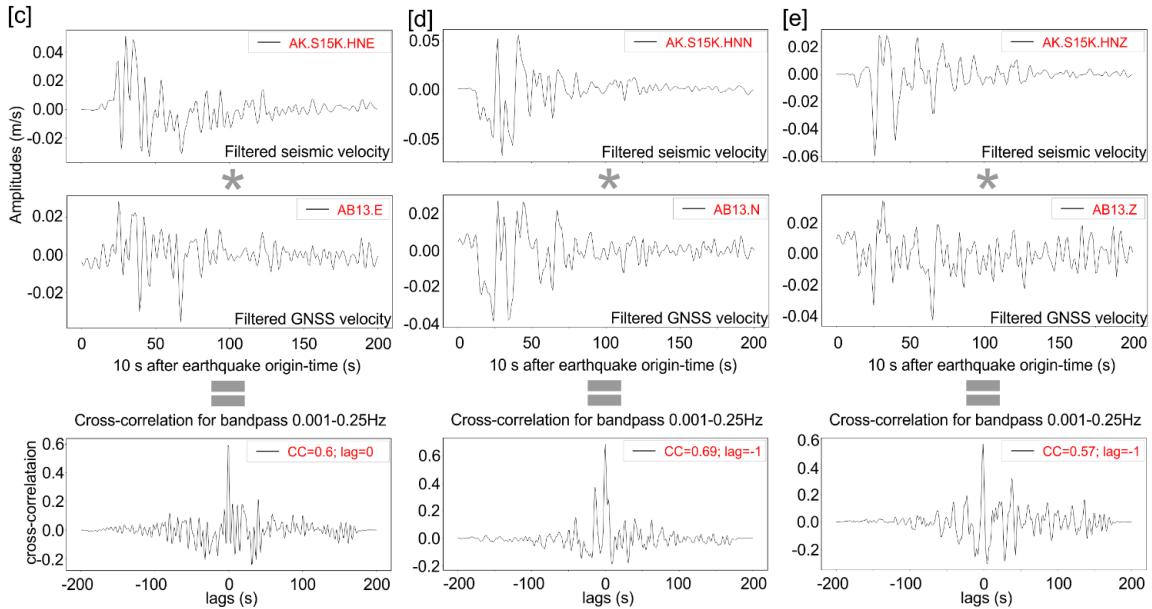 [c]
[d]
[e]
Amplitudes (m/s)
0.04
0.02
0.00
-0.02
AK.S15K.HNE
Filtered seismic velocity
0.05
0.00
-0.05
AK.S15K.HNN
Filtered seismic velocity
0.02
0.00
-0.02
-0.04
-0.06
AK.S15K.HNZ
Filtered seismic velocity
*
*
*
0.02
0.00
-0.02
AB13.E
Filtered GNSS velocity
0 50 100 150 200
10 s after earthquake origin-time (s)
0.02
0.00
-0.02
-0.04
AB13.N
Filtered GNSS velocity
0 50 100 150 200
10 s after earthquake origin-time (s)
0.02
0.00
-0.02
-0.04
AB13.Z
Filtered GNSS velocity
0 50 100 150 200
10 s after earthquake origin-time (s)
=
=
=
Cross-correlation for bandpass 0.001-0.25Hz
Cross-correlation for bandpass 0.001-0.25Hz
Cross-correlation for bandpass 0.001-0.25Hz
cross-correlataion
0.6
0.4
0.2
0.0
-0.2
CC=0.6; lag=0
-200 -100 0 100 200
lags (s)
0.6
0.4
0.2
0.0
-0.2
CC=0.69; lag=-1
-200 -100 0 100 200
lags (s)
0.4
0.2
0.0
-0.2
CC=0.57; lag=-1
-200 -100 0 100 200
lags (s)